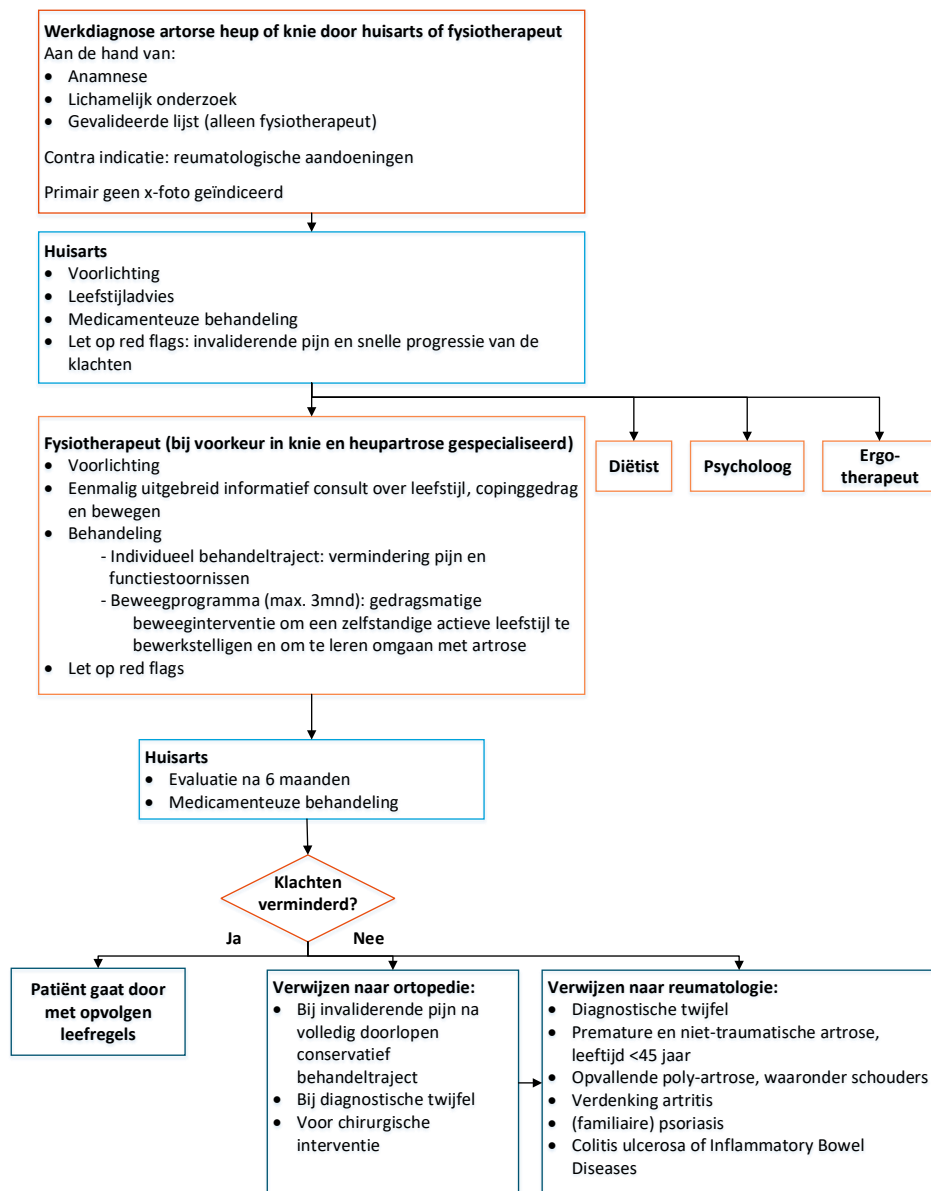 Werkdiagnose artorse heup of knie door huisarts of fysiotherapeut
Aan de hand van:
• Anamnese
• Lichamelijk onderzoek
• Gevalideerde lijst (alleen fysiotherapeut)
Contra indicatie: reumatologische aandoeningen
Primair geen x-foto geïndiceerd
Huisarts
• Voorlichting
• Leefstijladvies
• Medicamenteuze behandeling
• Let op red flags: invaliderende pijn en snelle progressie van de
klachten
Fysiotherapeut (bij voorkeur in knie en heupartrose gespecialiseerd)
• Voorlichting
• Eenmalig uitgebreid informatief consult over leefstijl, copinggedrag
en bewegen
• Behandeling
- Individueel behandeltraject: vermindering pijn en
functiestoornissen
- Beweegprogramma (max. 3mnd): gedragsmatige
beweeginterventie om een zelfstandige actieve leefstijl te
bewerkstelligen en om te leren omgaan met artrose
• Let op red flags
Diëtist
Psycholoog
Ergo-
therapeut
Huisarts
• Evaluatie na 6 maanden
• Medicamenteuze behandeling
Klachten
verminderd?
Ja
Nee
Patiënt gaat door
met opvolgen
leefregels
Verwijzen naar ortopedie:
• Bij invaliderende pijn na
volledig doorlopen
conservatief
behandeltraject
• Bij diagnostische twijfel
• Voor chirurgische
interventie
Verwijzen naar reumatologie:
• Diagnostische twijfel
• Premature en niet-traumatische artrose,
leeftijd <45 jaar
• Opvallende poly-artrose, waaronder schouders
• Verdenking artritis
• (familiaire) psoriasis
• Colitis ulcerosa of Inflammatory Bowel
Diseases